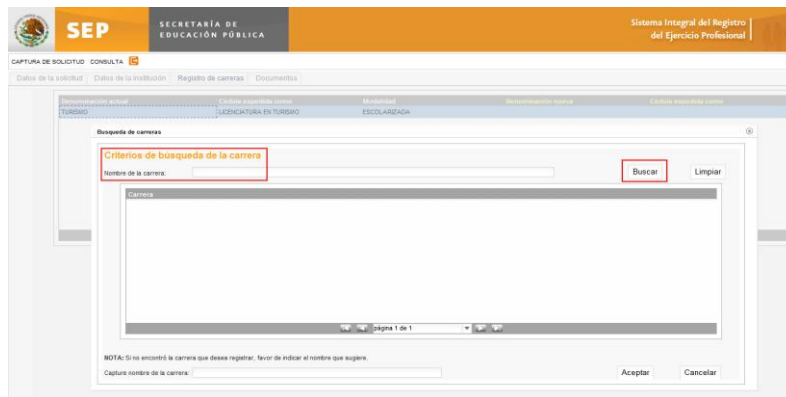 SEP
SECRETARÍA DE
EDUCACIÓN PÚBLICA
Sistema Integral del Registro
del Ejercicio Profesional
CAPTURA DE SOLICITUD CONSULTA
Datos de la solicitud Datos de la institución Registro de carreras Documentos
Denominación actual Cédula expedida como Modalidad Denominación nueva Cédula expedida como
TURISMO LICENCIATURA EN TURISMO ESCOLARIZADA
Busqueda de carreras
Criterios de búsqueda de la carrera
Nombre de la carrera: Buscar Limpiar
Carrera
página 1 de 1
NOTA: Si no encontró la carrera que desea registrar, favor de indicar el nombre que sugiere.
Capture nombre de la carrera: Aceptar Cancelar